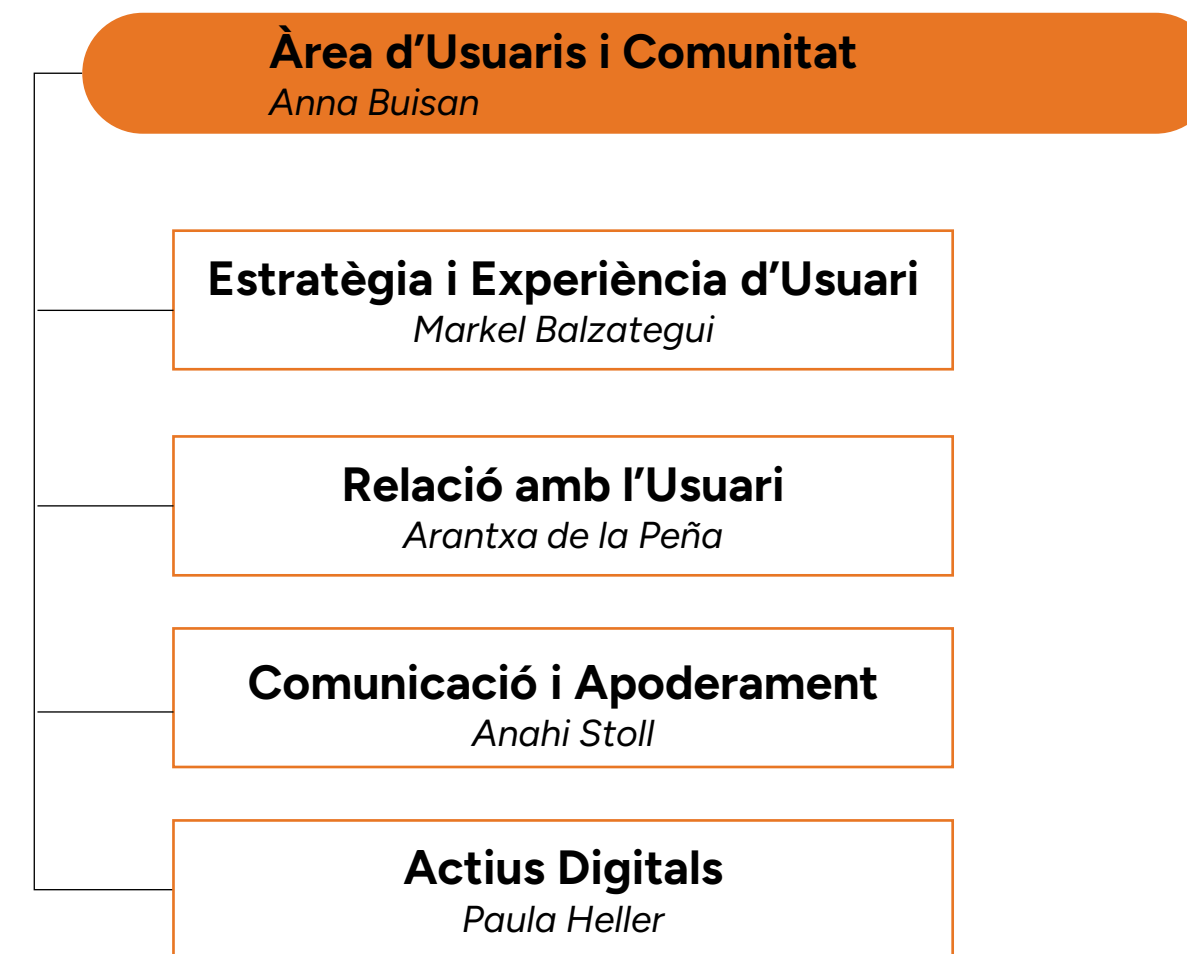 Àrea d’Usuaris i Comunitat
Anna Buisan
Estratègia i Experiència d’Usuari
Markel Balzategui
Relació amb l’Usuari
Arantxa de la Peña
Comunicació i Apoderament
Anahi Stoll
Actius Digitals
Paula Heller